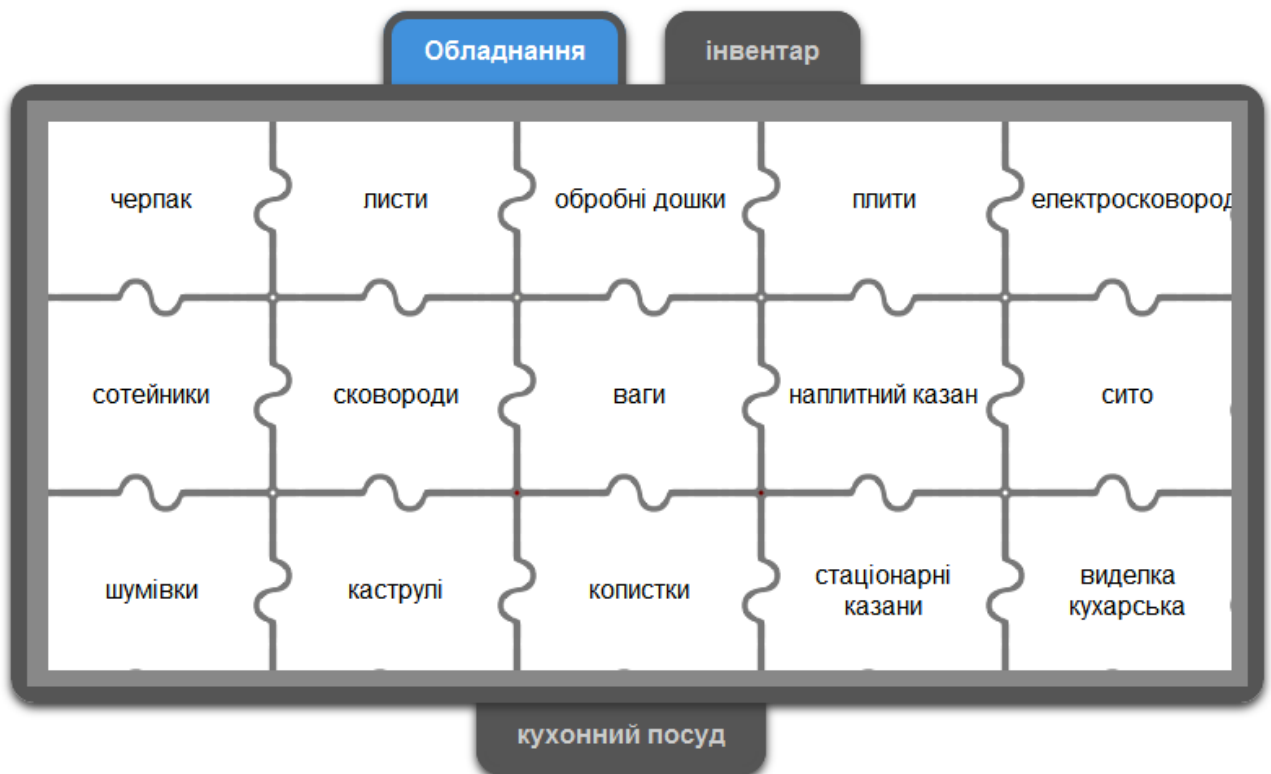 Обладнання
інвентар
черпак
листи
обробні дошки
плити
електросковород
сотейники
сковороди
ваги
наплитний казан
сито
шумівки
каструлі
копистки
стаціонарні
казани
виделка
кухарська
кухонний посуд